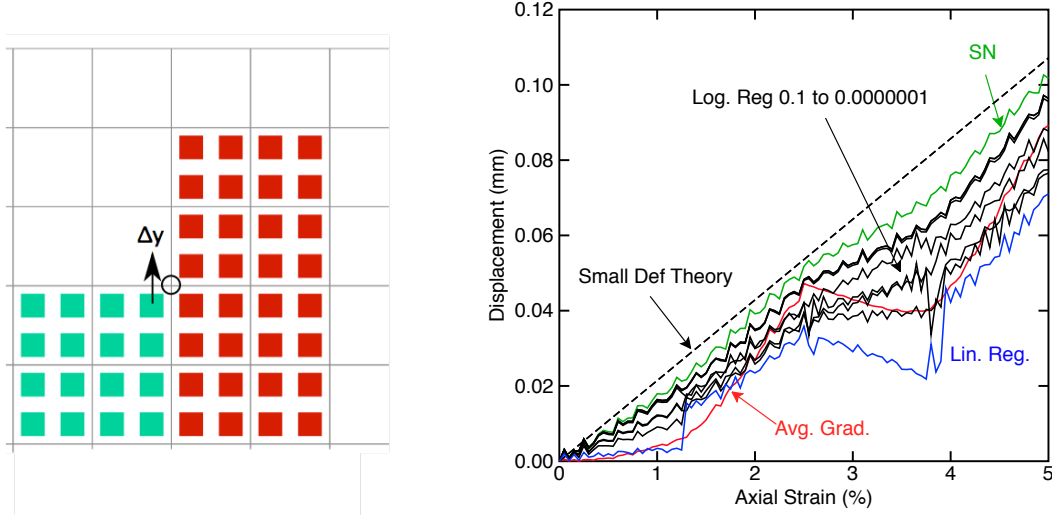 Δy
0.12
0.10
0.08
0.06
0.04
0.02
0.00
Displacement (mm)
SN
Log. Reg 0.1 to 0.0000001
Small Def Theory
Lin. Reg.
Avg. Grad.
0
1
2
3
4
5
Axial Strain (%)